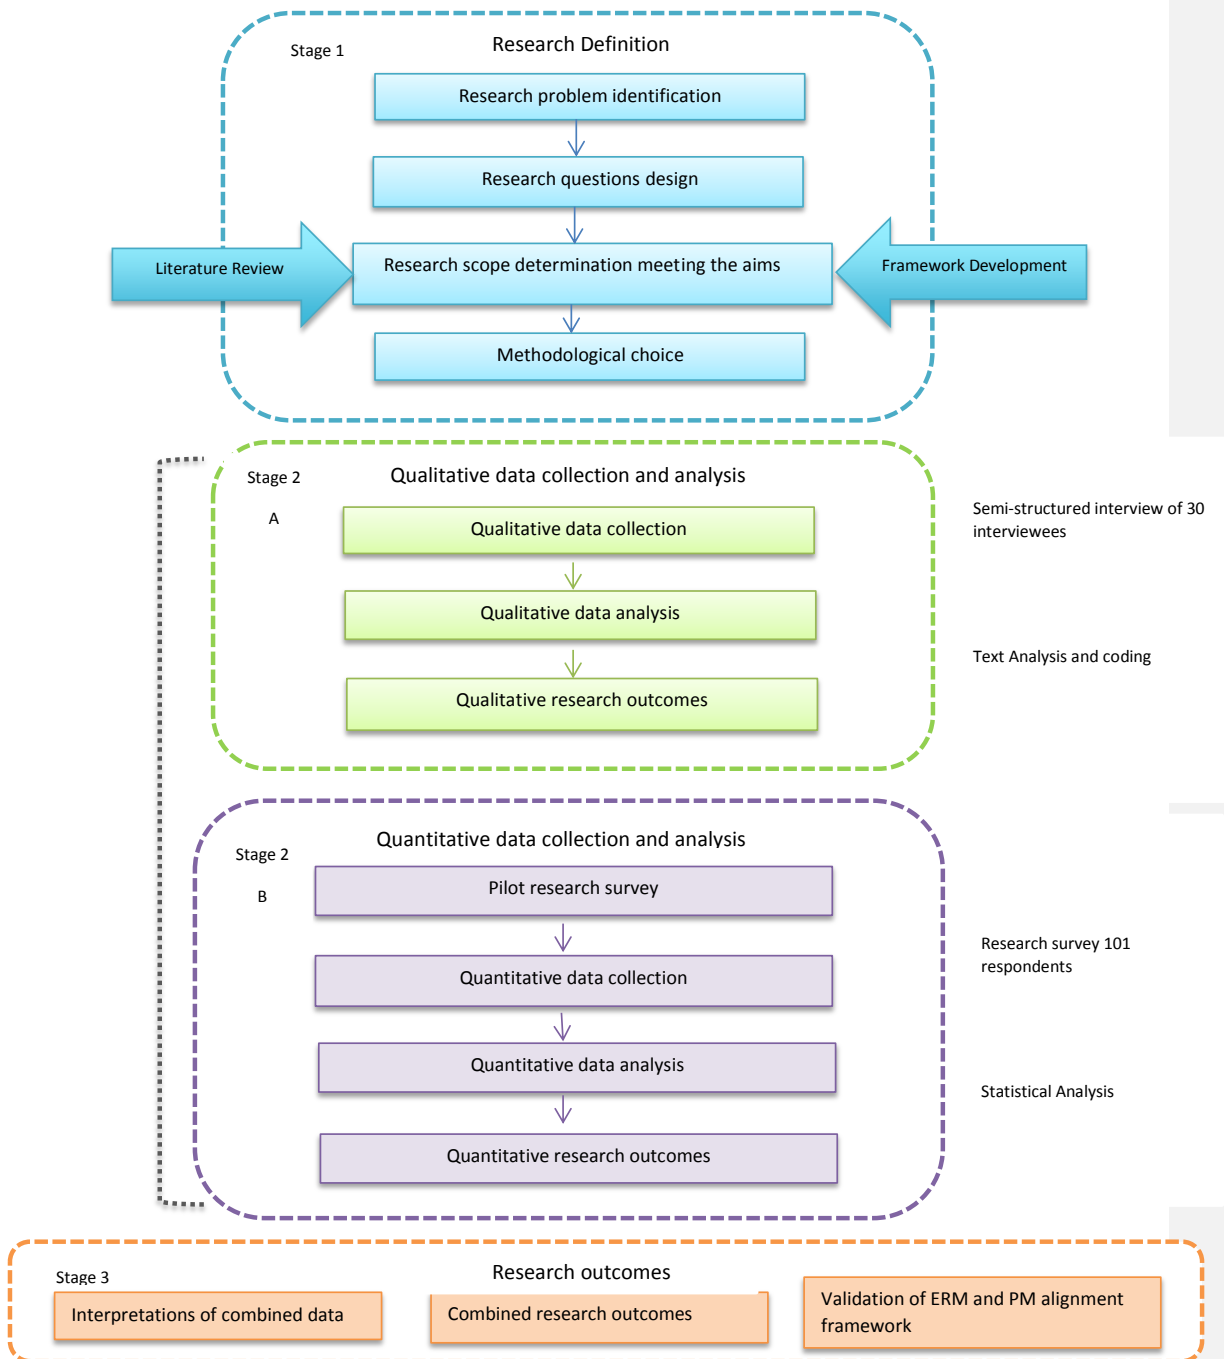 Stage 1
Research Definition
Research problem identification
Research questions design
Literature Review
Research scope determination meeting the aims
Framework Development
Methodological choice
Stage 2
A
Qualitative data collection and analysis
Qualitative data collection
Semi-structured interview of 30
interviewees
Qualitative data analysis
Text Analysis and coding
Qualitative research outcomes
Stage 2
B
Quantitative data collection and analysis
Pilot research survey
Research survey 101
respondents
Quantitative data collection
Quantitative data analysis
Statistical Analysis
Quantitative research outcomes
Stage 3
Research outcomes
Interpretations of combined data
Combined research outcomes
Validation of ERM and PM alignment
framework